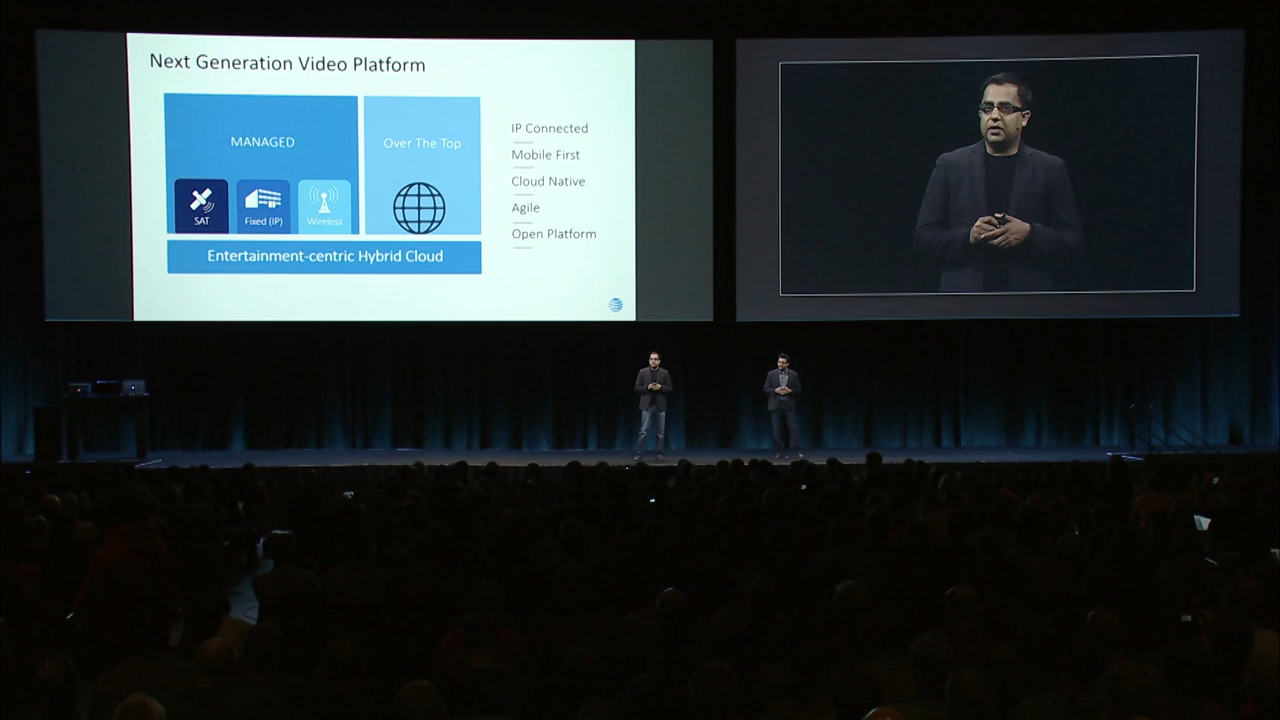 Next Generation Video Platform
MANAGED
Over The Top
SAT
Fixed (IP)
Wireless
Entertainment-centric Hybrid Cloud
IP Connected
Mobile First
Cloud Native
Agile
Open Platform